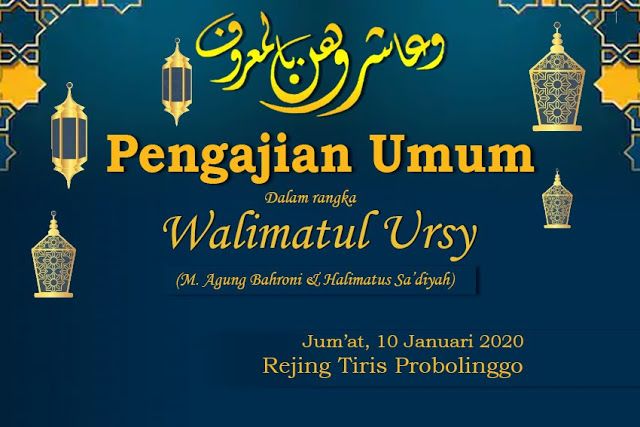 وعاشروهن بالمعروف
Pengajian Umum
Dalam rangka
Walimatul Ursy
(M. Agung Bahroni & Halimatus Sa'diyah)
Jum'at, 10 Januari 2020
Rejing Tiris Probolinggo